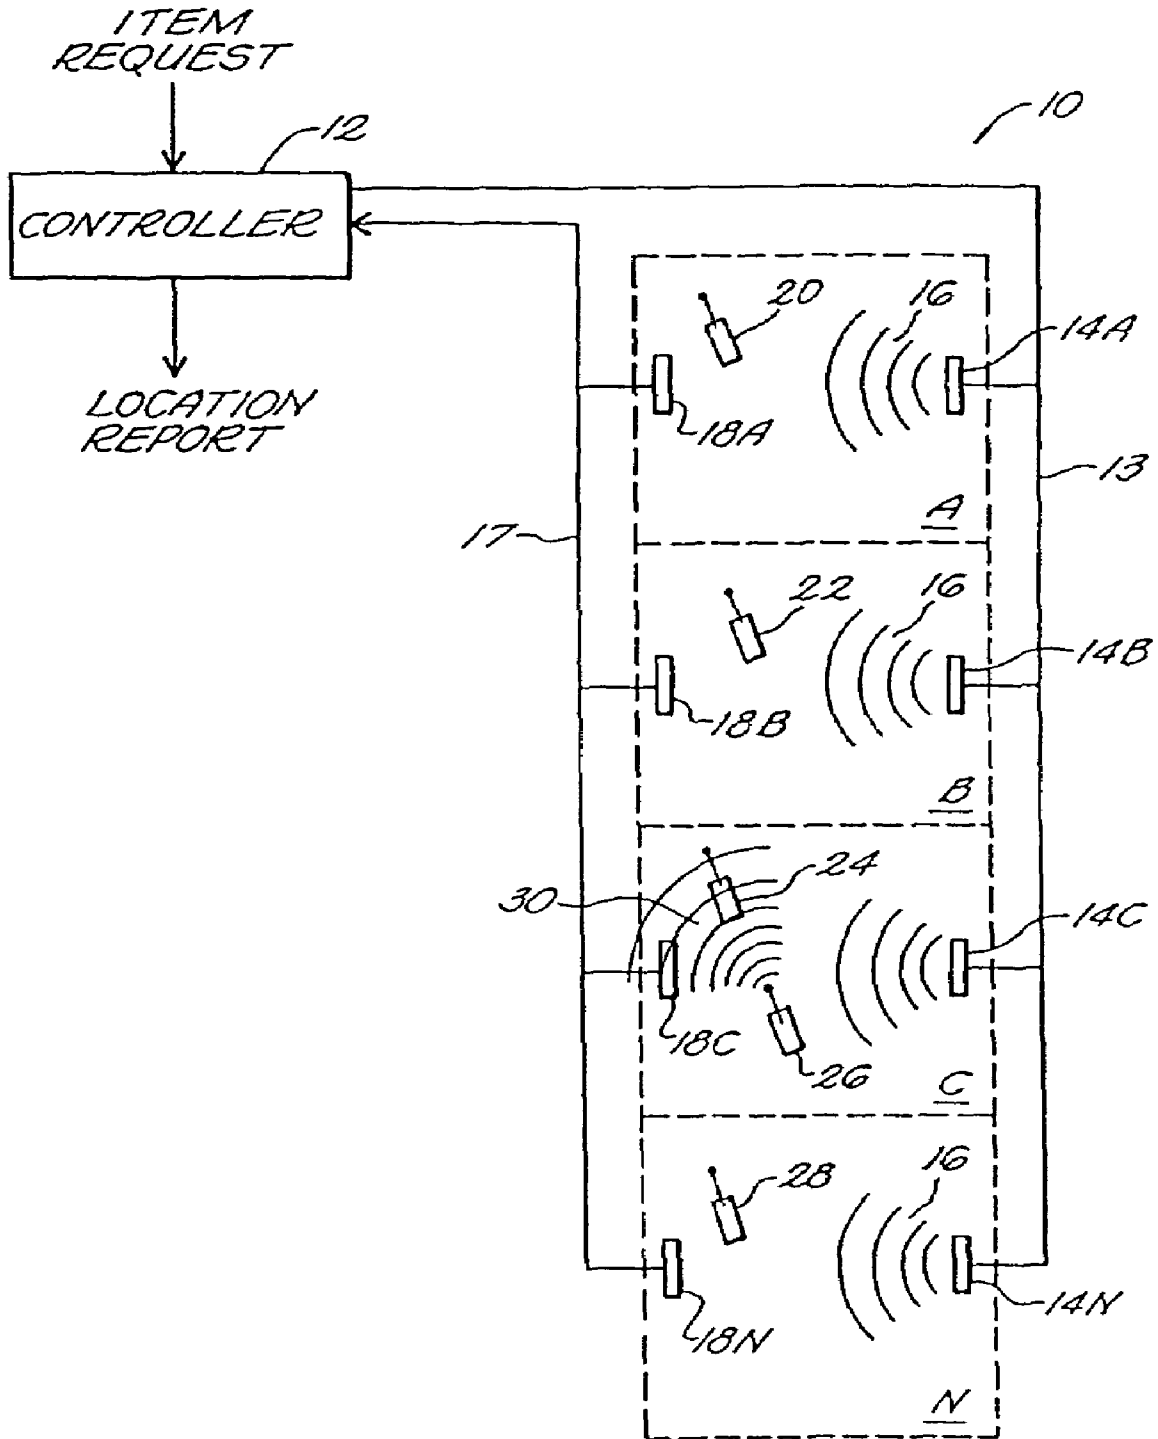 ITEM
REQUEST
12
10
CONTROLLER
LOCATION
REPORT
20
16
14A
18A
13
A
17
22
16
14B
18B
B
24
30
14C
18C
26
C
28
16
14N
18N
N